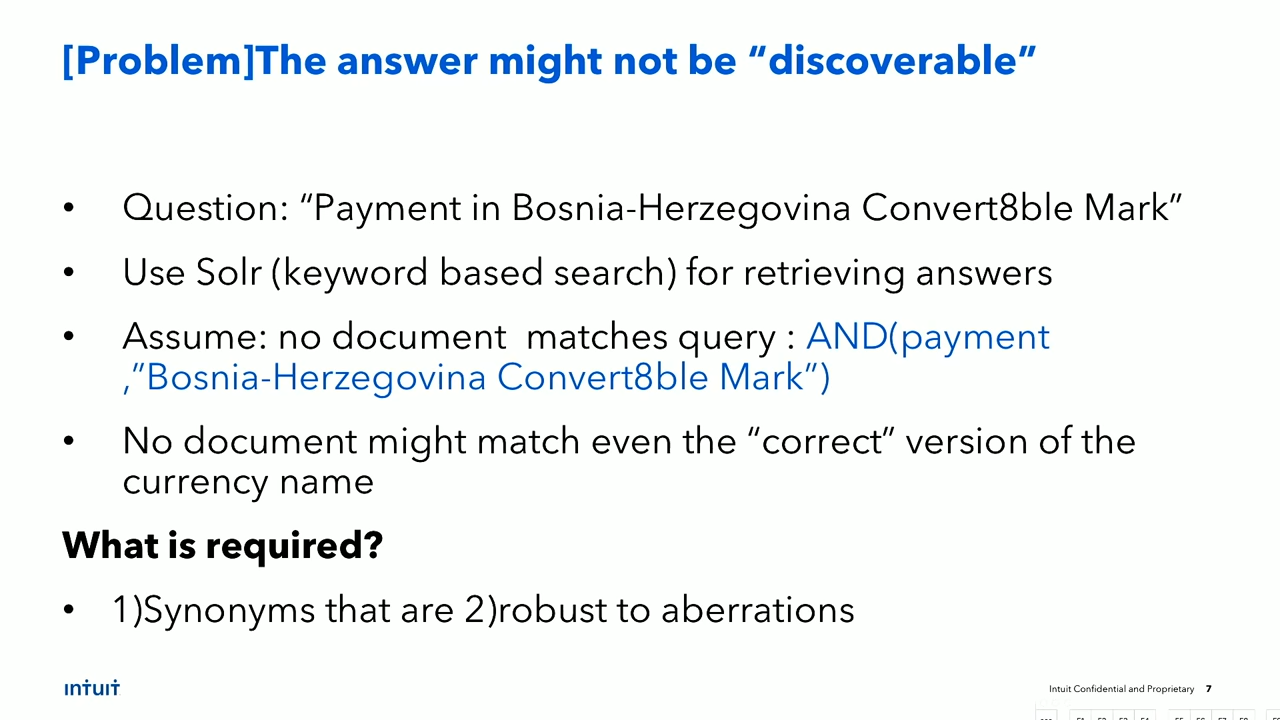 [Problem]The answer might not be “discoverable”
• Question: “Payment in Bosnia-Herzegovina Convert8ble Mark”
• Use Solr (keyword based search) for retrieving answers
• Assume: no document  matches query : AND(payment
,”Bosnia-Herzegovina Convert8ble Mark”)
• No document might match even the “correct” version of the
currency name
What is required?
• 1)Synonyms that are 2)robust to aberrations
ıntuıt
Intuit Confidential and Proprietary 7